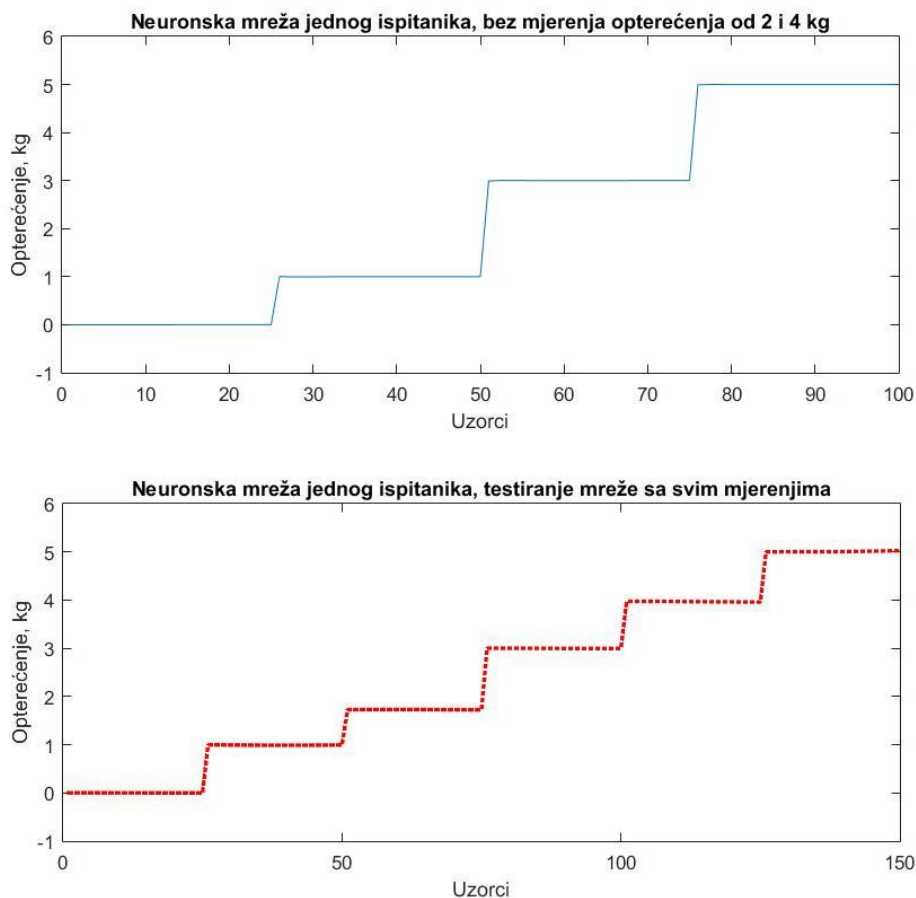 Neuronska mreža jednog ispitanika, bez mjerenja opterećenja od 2 i 4 kg
6
5
4
3
2
1
0
-1
Opterećenje, kg
0 10 20 30 40 50 60 70 80 90 100
Uzorci
Neuronska mreža jednog ispitanika, testiranje mreže sa svim mjerenjima
6
5
4
3
2
1
0
-1
Opterećenje, kg
0 50 100 150
Uzorci